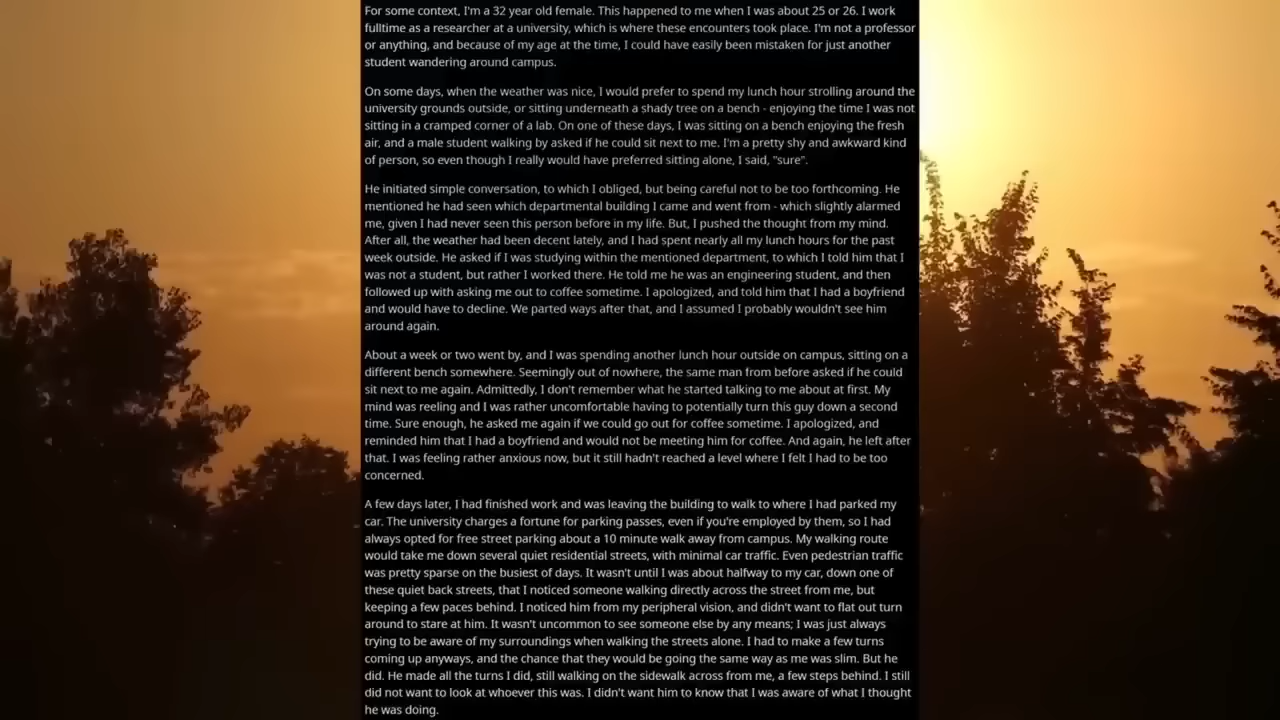 For some context, I'm a 32 year old female. This happened to me when I was about 25 or 26. I work
fulltime as a researcher at a university, which is where these encounters took place. I'm not a professor
or anything, and because of my age at the time, I could have easily been mistaken for just another
student wandering around campus.
On some days, when the weather was nice, I would prefer to spend my lunch hour strolling around the
university grounds outside, or sitting underneath a shady tree on a bench - enjoying the time I was not
sitting in a cramped corner of a lab. On one of these days, I was sitting on a bench enjoying the fresh
air, and a male student walking by asked if he could sit next to me. I'm a pretty shy and awkward kind
of person, so even though I really would have preferred sitting alone, I said, "sure".
He initiated simple conversation, to which I obliged, but being careful not to be too forthcoming. He
mentioned he had seen which departmental building I came and went from - which slightly alarmed
me, given I had never seen this person before in my life. But, I pushed the thought from my mind.
After all, the weather had been decent lately, and I had spent nearly all my lunch hours for the past
week outside. He asked if I was studying within the mentioned department, to which I told him that I
was not a student, but rather I worked there. He told me he was an engineering student, and then
followed up with asking me out to coffee sometime. I apologized, and told him that I had a boyfriend
and would have to decline. We parted ways after that, and I assumed I probably wouldn't see him
around again.
About a week or two went by, and I was spending another lunch hour outside on campus, sitting on a
different bench somewhere. Seemingly out of nowhere, the same man from before asked if he could
sit next to me again. Admittedly, I don't remember what he started talking to me about at first. My
mind was reeling and I was rather uncomfortable having to potentially turn this guy down a second
time. Sure enough, he asked me again if we could go out for coffee sometime. I apologized, and
reminded him that I had a boyfriend and would not be meeting him for coffee. And again, he left after
that. I was feeling rather anxious now, but it still hadn't reached a level where I felt I had to be too
concerned.
A few days later, I had finished work and was leaving the building to walk to where I had parked my
car. The university charges a fortune for parking passes, even if you're employed by them, so I had
always opted for free street parking about a 10 minute walk away from campus. My walking route
would take me down several quiet residential streets, with minimal car traffic. Even pedestrian traffic
was pretty sparse on the busiest of days. It wasn't until I was about halfway to my car, down one of
these quiet back streets, that I noticed someone walking directly across the street from me, but
keeping a few paces behind. I noticed him from my peripheral vision, and didn't want to flat out turn
around to stare at him. It wasn't uncommon to see someone else by any means; I was just always
trying to be aware of my surroundings when walking the streets alone. I had to make a few turns
coming up anyways, and the chance that they would be going the same way as me was slim. But he
did. He made all the turns I did, still walking on the sidewalk across from me, a few steps behind. I still
did not want to look at whoever this was. I didn't want him to know that I was aware of what I thought
he was doing.